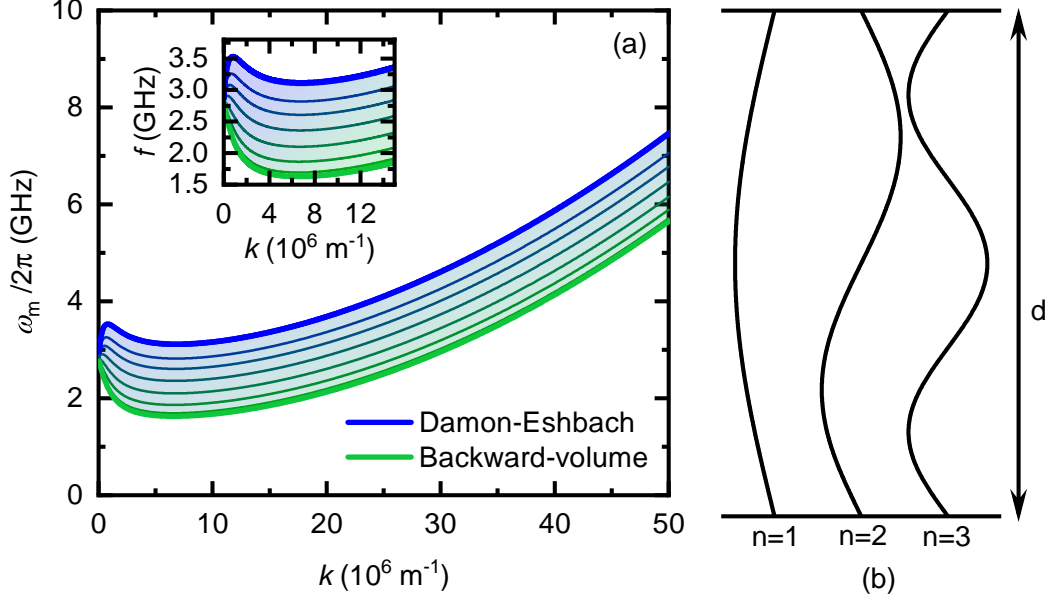 10
8
6
4
2
0
ωm/2π (GHz)
(a)
3.5
3.0
2.5
2.0
1.5
f (GHz)
0 4 8 12
k (10⁶ m⁻¹)
Damon-Eshbach
Backward-volume
0 10 20 30 40 50
k (10⁶ m⁻¹)
d
n=1 n=2 n=3
(b)